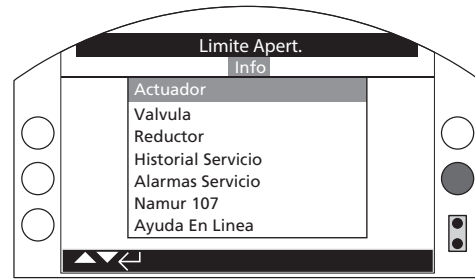 Limite Apert.
Info
Actuador
Valvula
Reductor
Historial Servicio
Alarmas Servicio
Namur 107
Ayuda En Linea